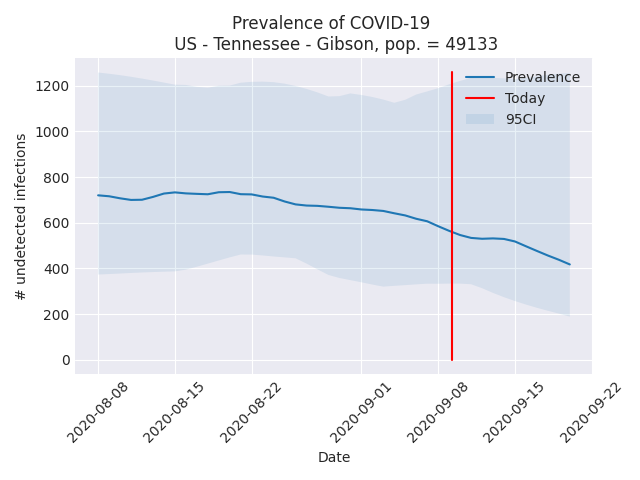 Prevalence of COVID-19
US - Tennessee - Gibson, pop. = 49133
Prevalence
Today
95CI
# undetected infections
1200
1000
800
600
400
200
0
2020-08-08
2020-08-15
2020-08-22
2020-09-01
2020-09-08
2020-09-15
2020-09-22
Date